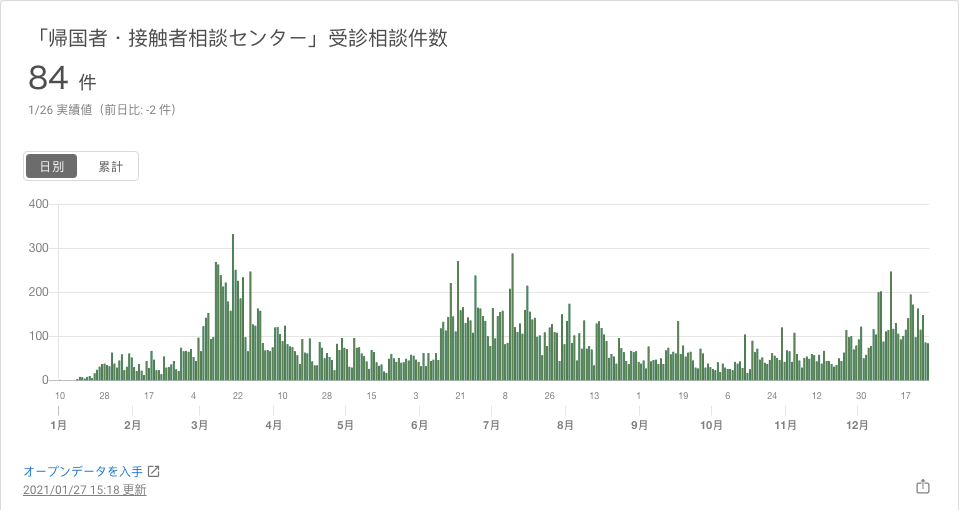 「帰国者・接触者相談センター」受診相談件数
84 件
1/26 実績値（前日比: -2 件）
日別 累計
400
300
200
100
0
10 28 17 4 22 10 28 15 3 21 8 26 13 1 19 6 24 12 30 17
1月 2月 3月 4月 5月 6月 7月 8月 9月 10月 11月 12月
オープンデータを入手
2021/01/27 15:18 更新